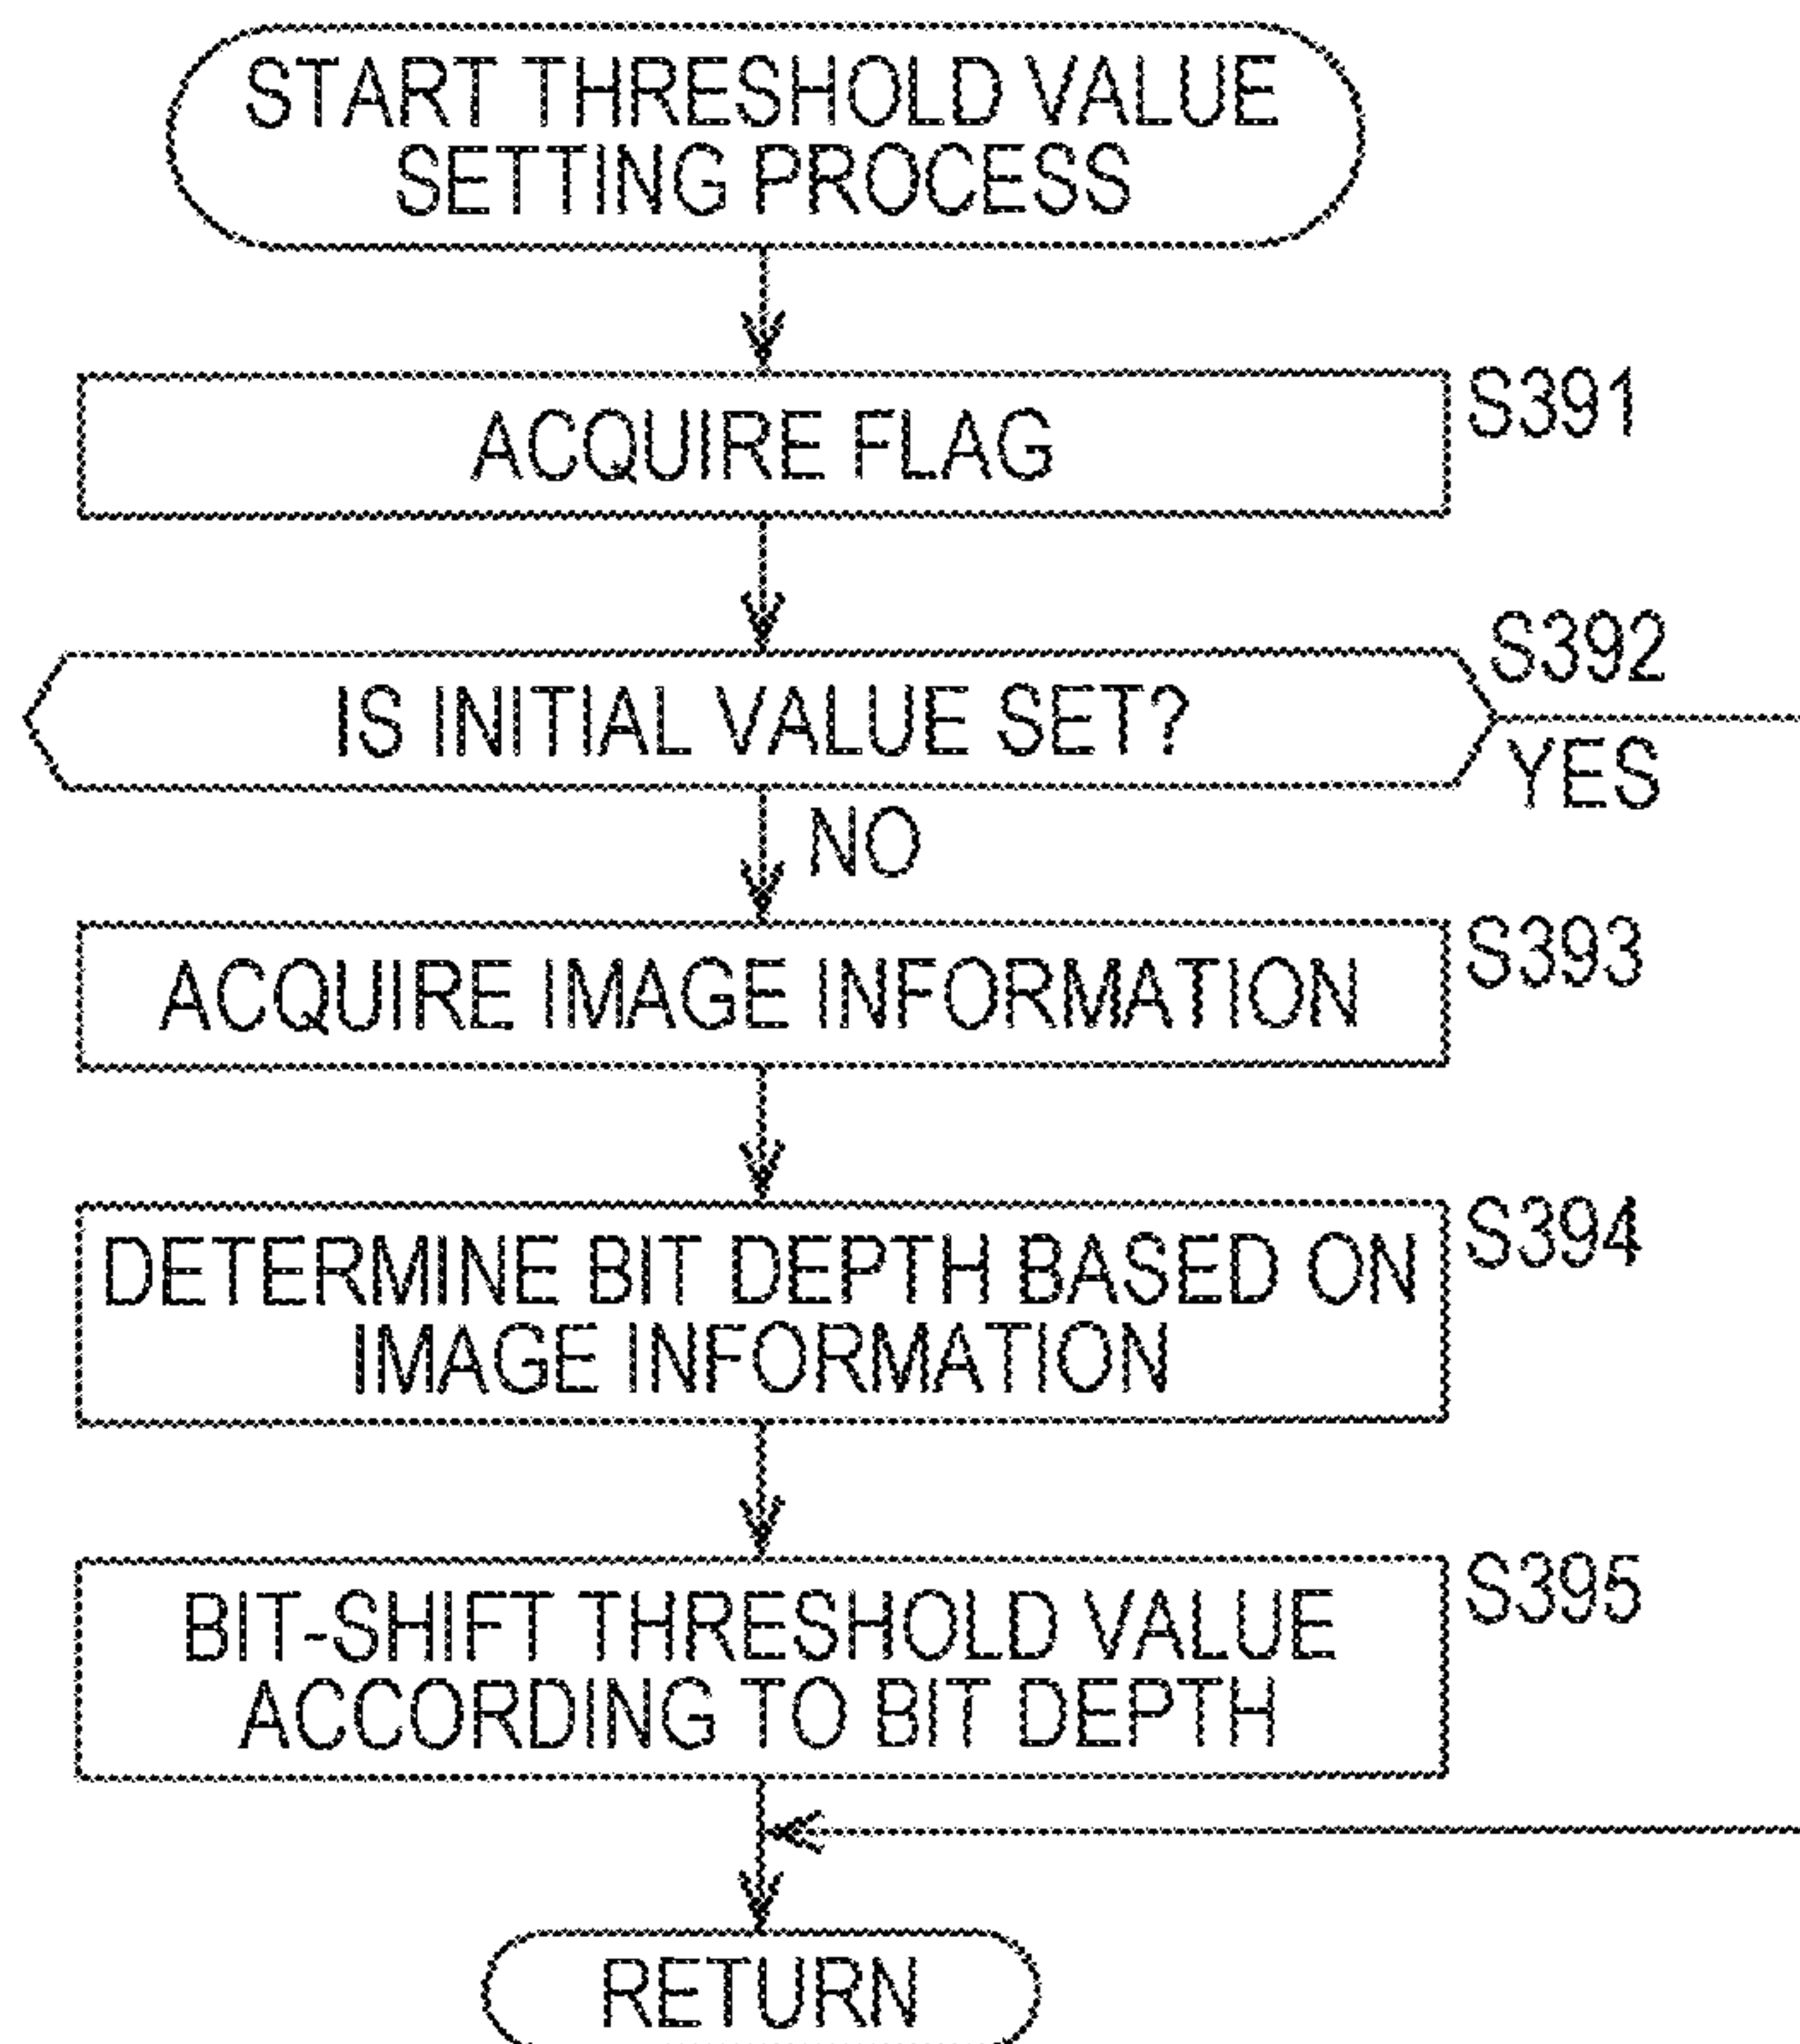 START THRESHOLD VALUE
SETTING PROCESS
ACQUIRE FLAG
S391
IS INITIAL VALUE SET?
S392
YES
NO
ACQUIRE IMAGE INFORMATION
S393
DETERMINE BIT DEPTH BASED ON
IMAGE INFORMATION
S394
BIT-SHIFT THRESHOLD VALUE
ACCORDING TO BIT DEPTH
S395
RETURN